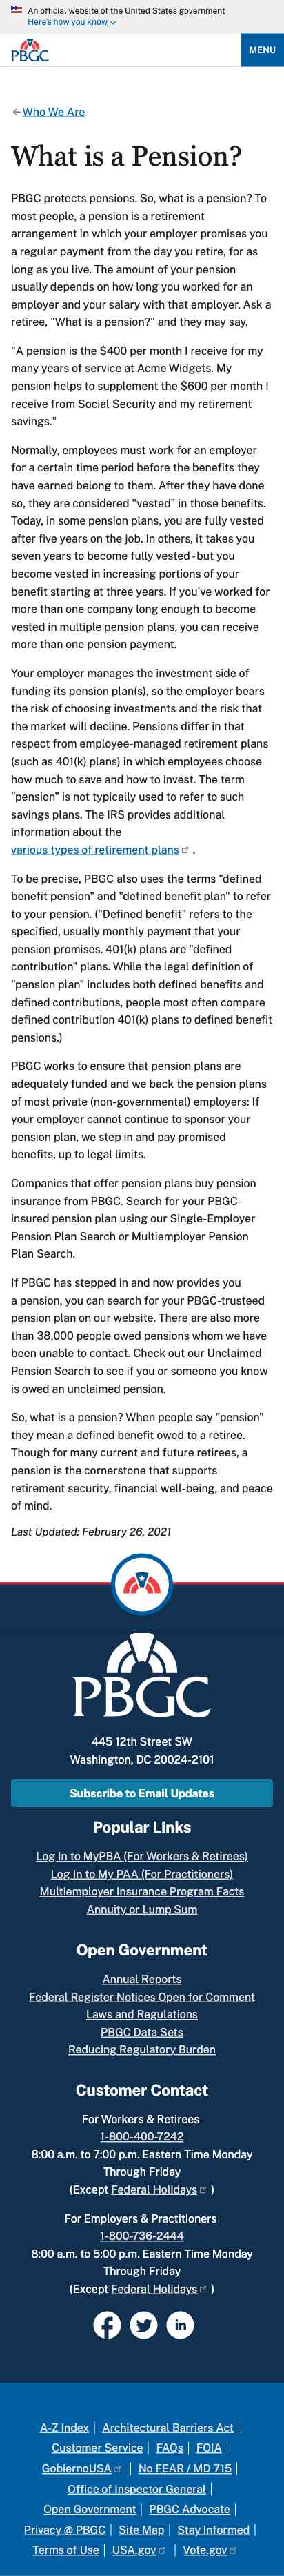 An official website of the United States government
Here's how you know
PBGC
MENU
Who We Are
What is a Pension?
PBGC protects pensions. So, what is a pension? To
most people, a pension is a retirement
arrangement in which your employer promises you
a regular payment from the day you retire, for as
long as you live. The amount of your pension
usually depends on how long you worked for an
employer and your salary with that employer. Ask a
retiree, "What is a pension?" and they may say,
"A pension is the $400 per month I receive for my
many years of service at Acme Widgets. My
pension helps to supplement the $600 per month I
receive from Social Security and my retirement
savings."
Normally, employees must work for an employer
for a certain time period before the benefits they
have earned belong to them. After they have done
so, they are considered "vested" in those benefits.
Today, in some pension plans, you are fully vested
after five years on the job. In others, it takes you
seven years to become fully vested - but you
become vested in increasing portions of your
benefit starting at three years. If you've worked for
more than one company long enough to become
vested in multiple pension plans, you can receive
more than one pension payment.
Your employer manages the investment side of
funding pension plan(s), so the employer bears
the risk of choosing investments and the risk that
the market will decline. Pensions differ in that
respect from employee-managed retirement plans
(such as 401(k) plans) in which employees choose
how much to save and how to invest. The term
"pension" is not typically used to refer to such
savings plans. The IRS provides additional
information about the
various types of retirement plans .
To be precise, PBGC also uses the terms "defined
benefit pension" and "defined benefit plan" to refer
to your pension. ("Defined benefit" refers to the
specified, usually monthly payment that your
pension promises. 401(k) plans are "defined
contribution" plans. While the legal definition of
"pension plan" includes both defined benefits and
defined contributions, people most often compare
defined contribution 401(k) plans to defined benefit
pensions.)
PBGC works to ensure that pension plans are
adequately funded and we back the pension plans
of most private (non-governmental) employers: If
your employer cannot continue to sponsor your
pension plan, we step in and pay promised
benefits, up to legal limits.
Companies that offer pension plans buy pension
insurance from PBGC. Search for your PBGC-
insured pension plan using our Single-Employer
Pension Plan Search or Multiemployer Pension
Plan Search.
If PBGC has stepped in and now provides you
a pension, you can search for your PBGC-trusteed
pension plan on our website. There are also more
than 38,000 people owed pensions whom we have
been unable to contact. Check out our Unclaimed
Pension Search to see if you or someone you know
is owed an unclaimed pension.
So, what is a pension? When people say "pension"
they mean a defined benefit owed to a retiree.
Though many current and future retirees, a
pension is the cornerstone that supports
retirement security, financial well-being, and peace
of mind.
Last Updated: February 26, 2021
PBGC
445 12th Street SW
Washington, DC 20024-2101
Subscribe to Email Updates
Popular Links
Log In to MyPBA (For Workers & Retirees)
Log In to My PAA (For Practitioners)
Multiemployer Insurance Program Facts
Annuity or Lump Sum
Open Government
Annual Reports
Federal Register Notices Open for Comment
Laws and Regulations
PBGC Data Sets
Reducing Regulatory Burden
Customer Contact
For Workers & Retirees
1-800-400-7242
8:00 a.m. to 7:00 p.m. Eastern Time Monday
Through Friday
(Except Federal Holidays )
For Employers & Practitioners
1-800-736-2444
8:00 a.m. to 5:00 p.m. Eastern Time Monday
Through Friday
(Except Federal Holidays )
A-Z Index | Architectural Barriers Act |
Customer Service | FAQs | FOIA |
GobiernoUSA | No FEAR / MD 715 |
Office of Inspector General |
Open Government | PBGC Advocate |
Privacy @ PBGC | Site Map | Stay Informed |
Terms of Use | USA.gov | Vote.gov